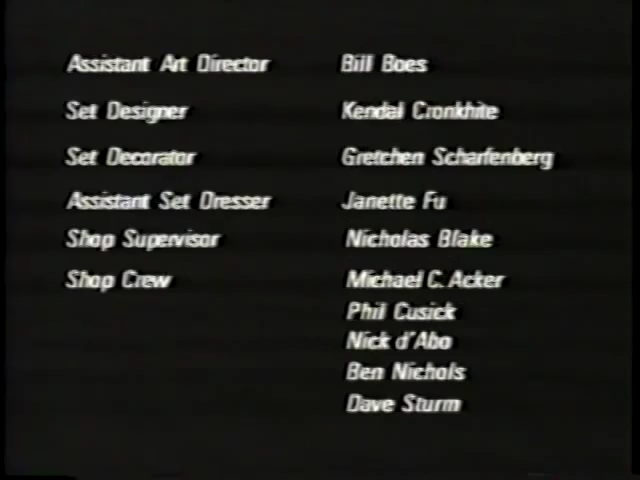 Assistant Art Director Bill Boes
Set Designer Kendal Cronkhite
Set Decorator Gretchen Scharfenberg
Assistant Set Dresser Janette Fu
Shop Supervisor Nicholas Blake
Shop Crew Michael C. Acker
Phil Cusick
Nick d'Abo
Ben Nichols
Dave Sturm